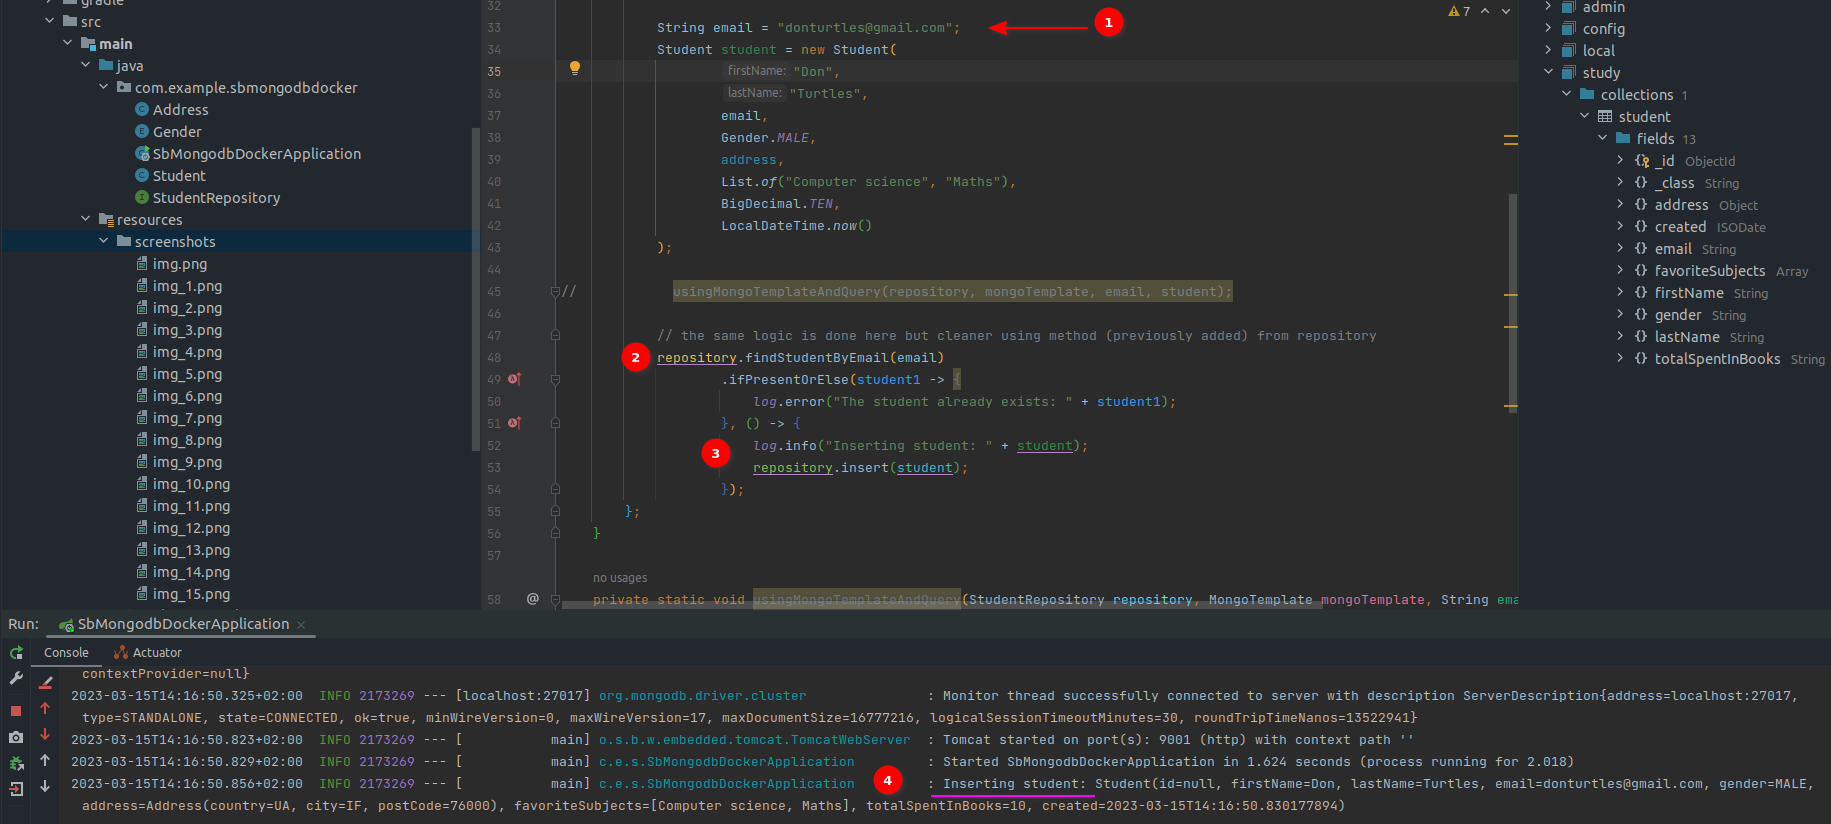 gradle
src
main
java
com.example.sbmongodbdocker
Address
Gender
SbMongodbDockerApplication
Student
StudentRepository
resources
screenshots
img.png
img_1.png
img_2.png
img_3.png
img_4.png
img_5.png
img_6.png
img_7.png
img_8.png
img_9.png
img_10.png
img_11.png
img_12.png
img_13.png
img_14.png
img_15.png
32
33 String email = "donturtles@gmail.com"; 1
34 Student student = new Student(
35 firstName: "Don",
36 lastName: "Turtles",
37 email,
38 Gender.MALE,
39 address,
40 List.of("Computer science", "Maths"),
41 BigDecimal.TEN,
42 LocalDateTime.now()
43 );
44
45 // usingMongoTemplateAndQuery(repository, mongoTemplate, email, student);
46
47 // the same logic is done here but cleaner using method (previously added) from repository
48 2 repository.findStudentByEmail(email)
49 .ifPresentOrElse(student1 -> {
50 log.error("The student already exists: " + student1);
51 }, () -> {
52 log.info("Inserting student: " + student);
3
53 repository.insert(student);
54 });
55 };
56 }
57
no usages
58 @ private static void usingMongoTemplateAndQuery(StudentRepository repository, MongoTemplate mongoTemplate, String ema
7
admin
config
local
study
collections 1
student
fields 13
_id ObjectId
_class String
address Object
created ISODate
email String
favoriteSubjects Array
firstName String
gender String
lastName String
totalSpentInBooks String
Run: SbMongodbDockerApplication ×
Console Actuator
contextProvider=null}
2023-03-15T14:16:50.325+02:00 INFO 2173269 --- [localhost:27017] org.mongodb.driver.cluster : Monitor thread successfully connected to server with description ServerDescription{address=localhost:27017,
type=STANDALONE, state=CONNECTED, ok=true, minWireVersion=0, maxWireVersion=17, maxDocumentSize=16777216, logicalSessionTimeoutMinutes=30, roundTripTimeNanos=13522941}
2023-03-15T14:16:50.823+02:00 INFO 2173269 --- [ main] o.s.b.w.embedded.tomcat.TomcatWebServer : Tomcat started on port(s): 9001 (http) with context path ''
2023-03-15T14:16:50.829+02:00 INFO 2173269 --- [ main] c.e.s.SbMongodbDockerApplication : Started SbMongodbDockerApplication in 1.624 seconds (process running for 2.018)
2023-03-15T14:16:50.856+02:00 INFO 2173269 --- [ main] c.e.s.SbMongodbDockerApplication 4 : Inserting student: Student(id=null, firstName=Don, lastName=Turtles, email=donturtles@gmail.com, gender=MALE,
address=Address(country=UA, city=IF, postCode=76000), favoriteSubjects=[Computer science, Maths], totalSpentInBooks=10, created=2023-03-15T14:16:50.830177894)